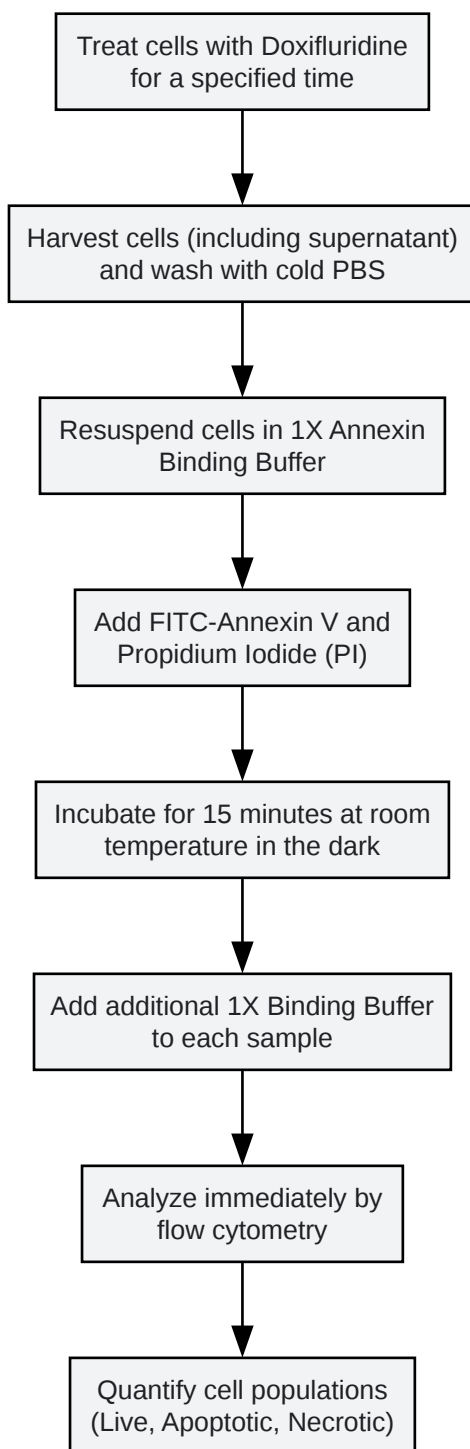 Treat cells with Doxifluridine
for a specified time
Harvest cells (including supernatant)
and wash with cold PBS
Resuspend cells in 1X Annexin
Binding Buffer
Add FITC-Annexin V and
Propidium Iodide (PI)
Incubate for 15 minutes at room
temperature in the dark
Add additional 1X Binding Buffer
to each sample
Analyze immediately by
flow cytometry
Quantify cell populations
(Live, Apoptotic, Necrotic)